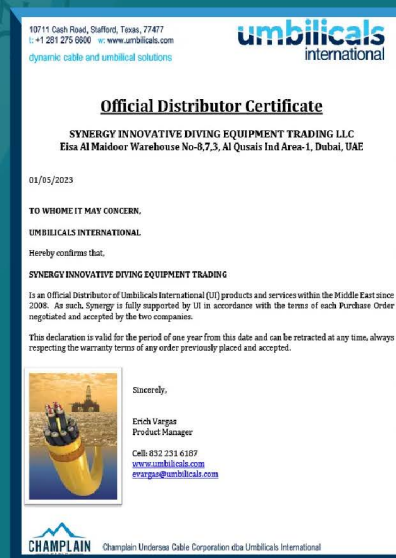 10711 Cash Road, Stafford, Texas, 77477
t: +1 281 275 6600 w: www.umbilicals.com
dynamic cable and umbilical solutions
umbilicals
international
Official Distributor Certificate
SYNERGY INNOVATIVE DIVING EQUIPMENT TRADING LLC
Eisa Al Maidoor Warehouse No-8,7,3, Al Qusais Ind Area-1, Dubai, UAE
01/05/2023
TO WHOME IT MAY CONCERN,
UMBILICALS INTERNATIONAL
Hereby confirms that,
SYNERGY INNOVATIVE DIVING EQUIPMENT TRADING
Is an Official Distributor of Umbilicals International (UI) products and services within the Middle East since
2008. As such, Synergy is fully supported by UI in accordance with the terms of each Purchase Order
negotiated and accepted by the two companies.
This declaration is valid for the period of one year from this date and can be retracted at any time, always
respecting the warranty terms of any order previously placed and accepted.
Sincerely,
Erich Vargas
Product Manager
Cell: 832 231 6187
www.umbilicals.com
evargas@umbilicals.com
CHAMPLAIN
Champlain Undersea Cable Corporation dba Umbilicals International